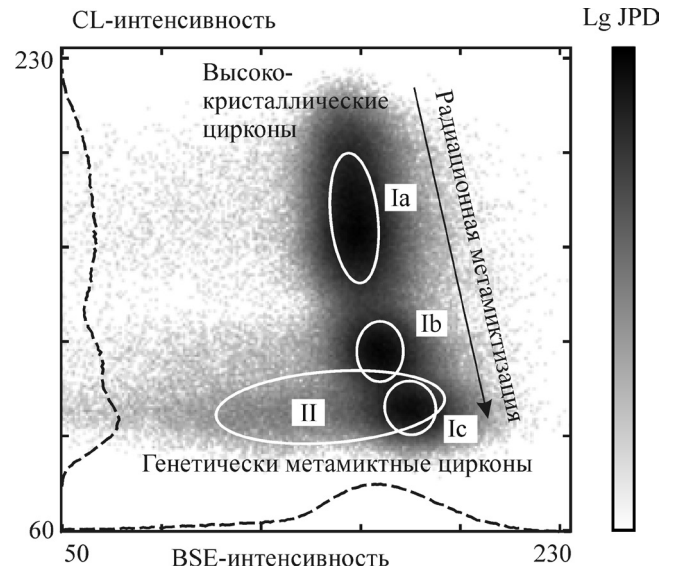 CL-интенсивность
Lg JPD
230
Высоко-
кристаллические
цирконы
Радиационная метамиктизация
Ia
Ib
II
Ic
Генетически метамиктные цирконы
60
50
BSE-интенсивность
230